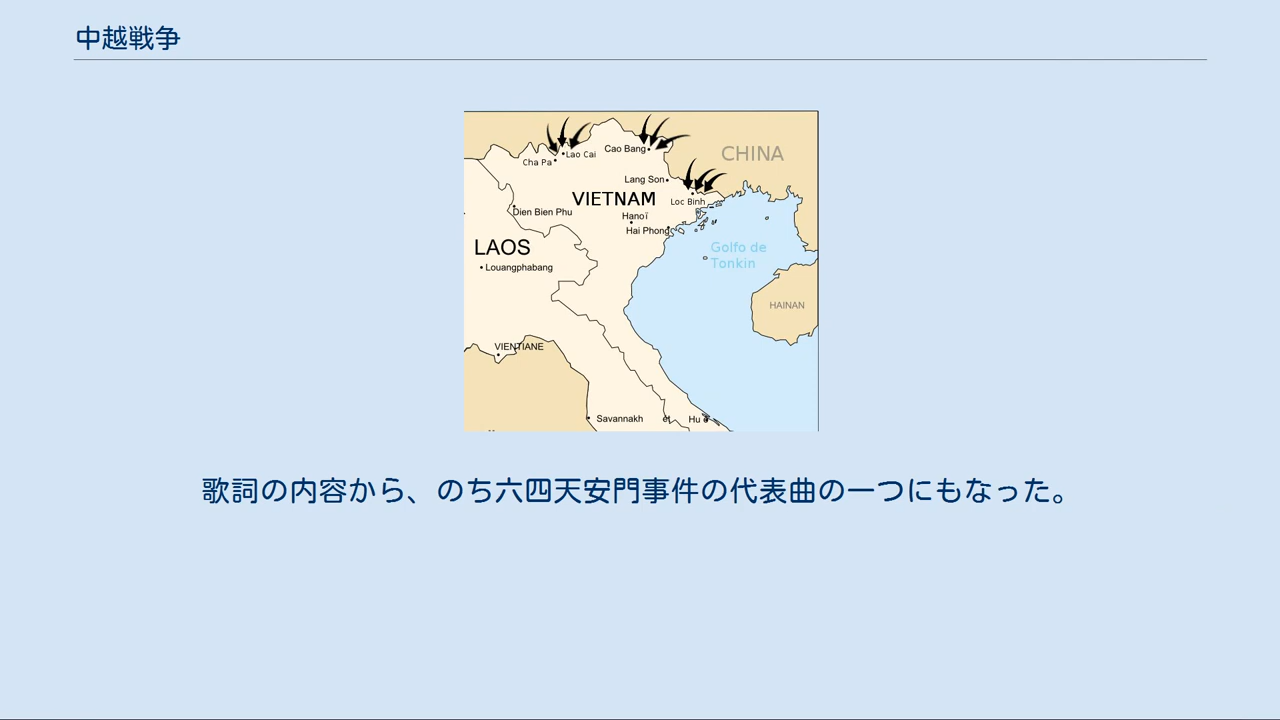 中越戦争
CHINA
Cao Bang
Lao Cai
Cha Pa
Lang Son
VIETNAM
Loc Binh
Dien Bien Phu
Hanoï
Hai Phong
LAOS
Golfo de
Tonkin
Louangphabang
HAINAN
VIENTIANE
Savannakh et
Hu é
歌詞の内容から、のち六四天安門事件の代表曲の一つにもなった。